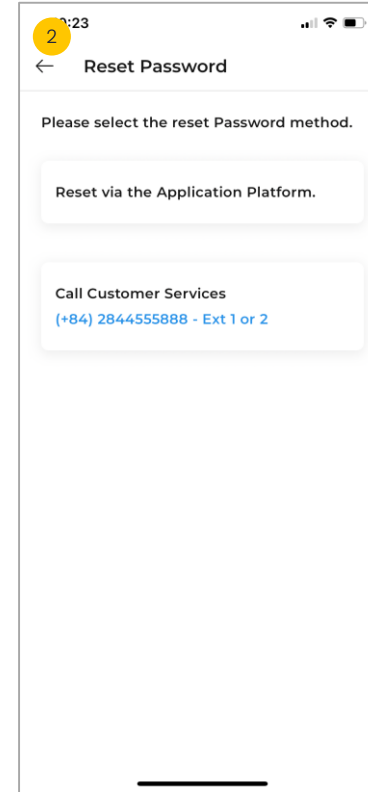 2
:23
Reset Password
Please select the reset Password method.
Reset via the Application Platform.
Call Customer Services
(+84) 2844555888 - Ext 1 or 2